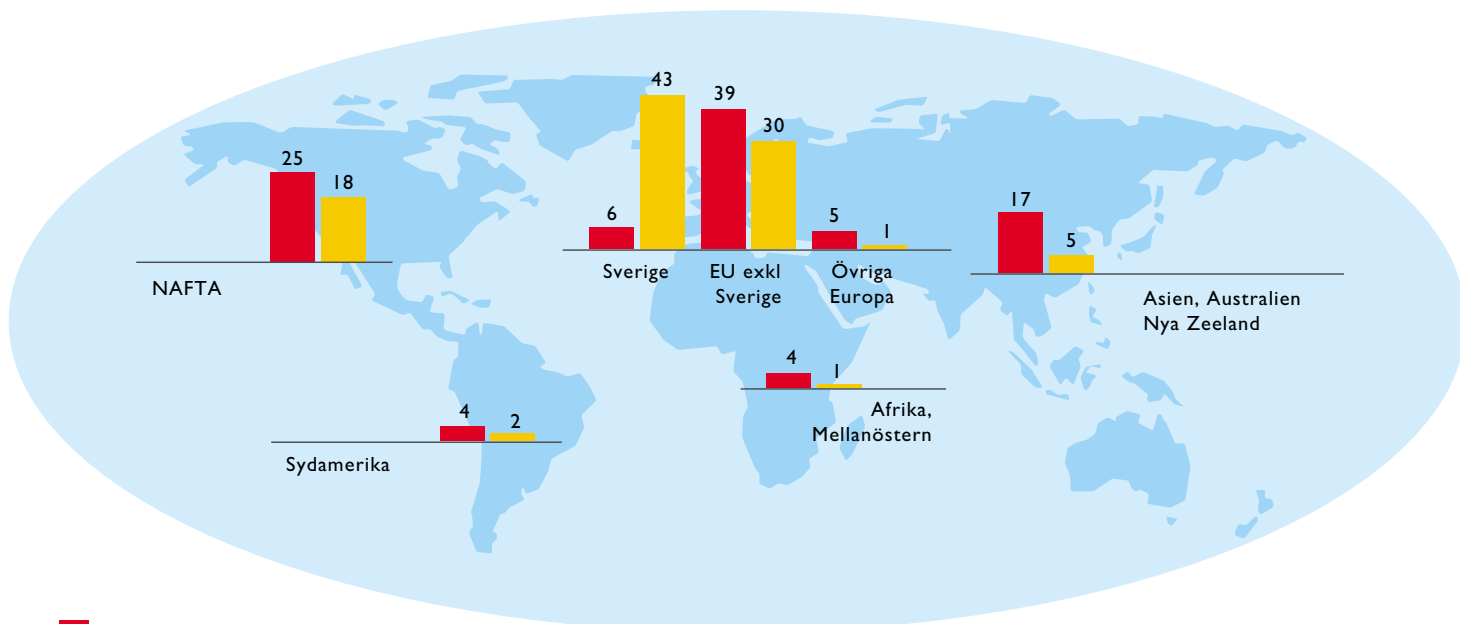 43
39
30
25
18
17
6
5
1
5
Sverige
EU exkl
Sverige
Övriga
Europa
NAFTA
Asien, Australien
Nya Zeeland
4
1
Afrika,
Mellanöstern
4
2
Sydamerika